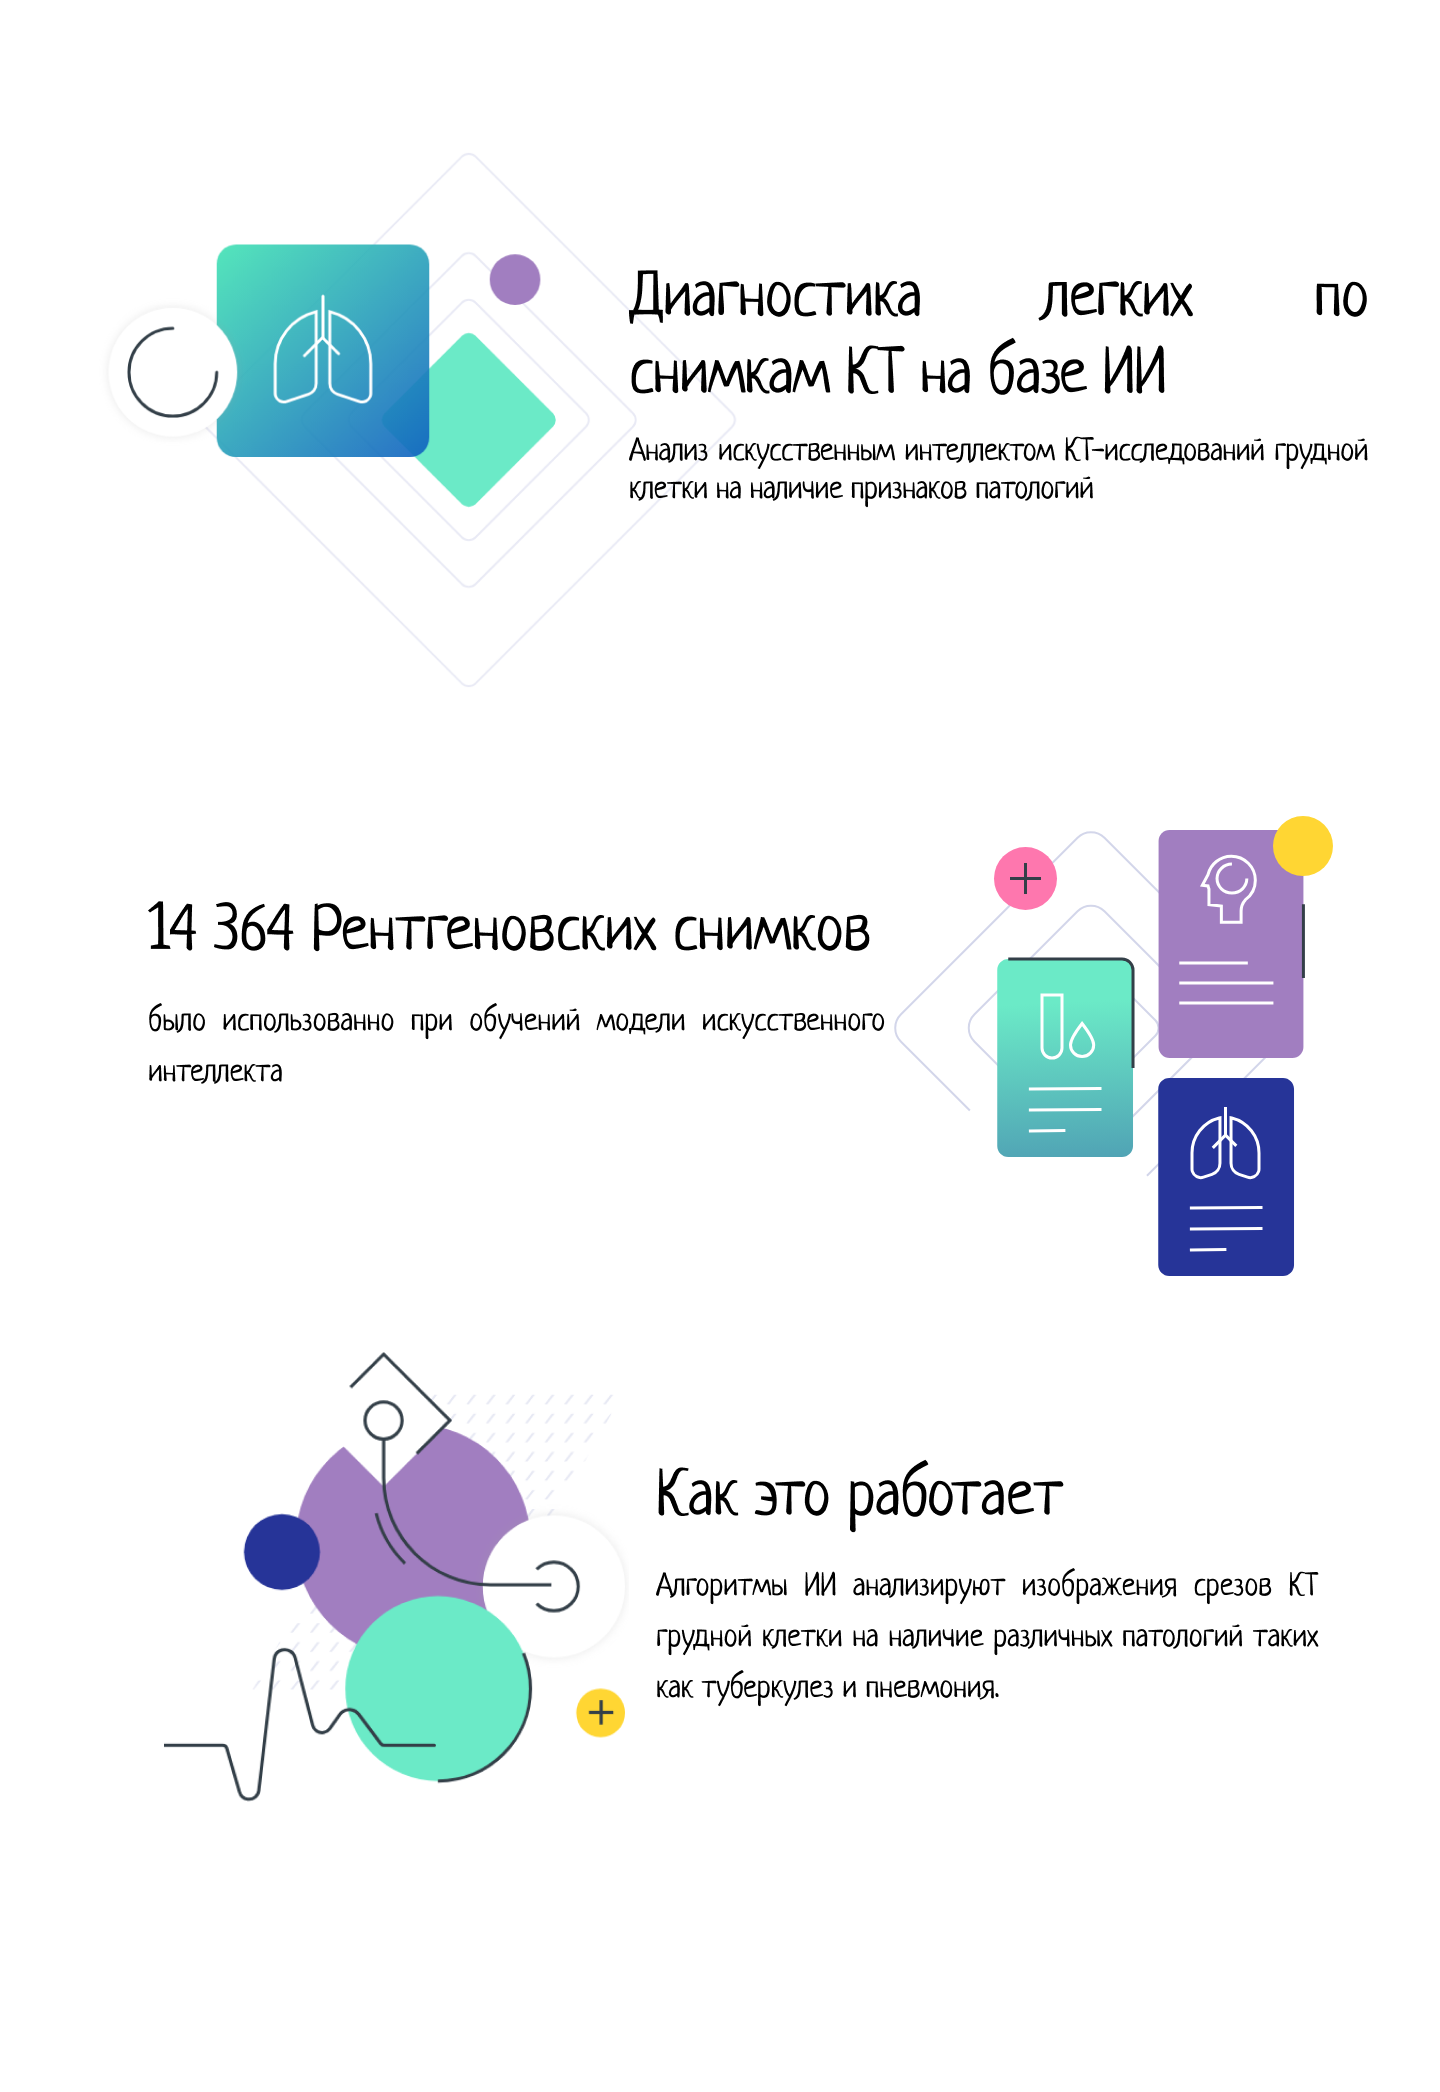 Диагностика легких по
снимкам КТ на базе ИИ
Анализ искусственным интеллектом КТ-исследований грудной
клетки на наличие признаков патологий
14 364 Рентгеновских снимков
было использованно при обучений модели искусственного
интеллекта
Как это работает
Алгоритмы ИИ анализируют изображения срезов КТ
грудной клетки на наличие различных патологий таких
как туберкулез и пневмония.